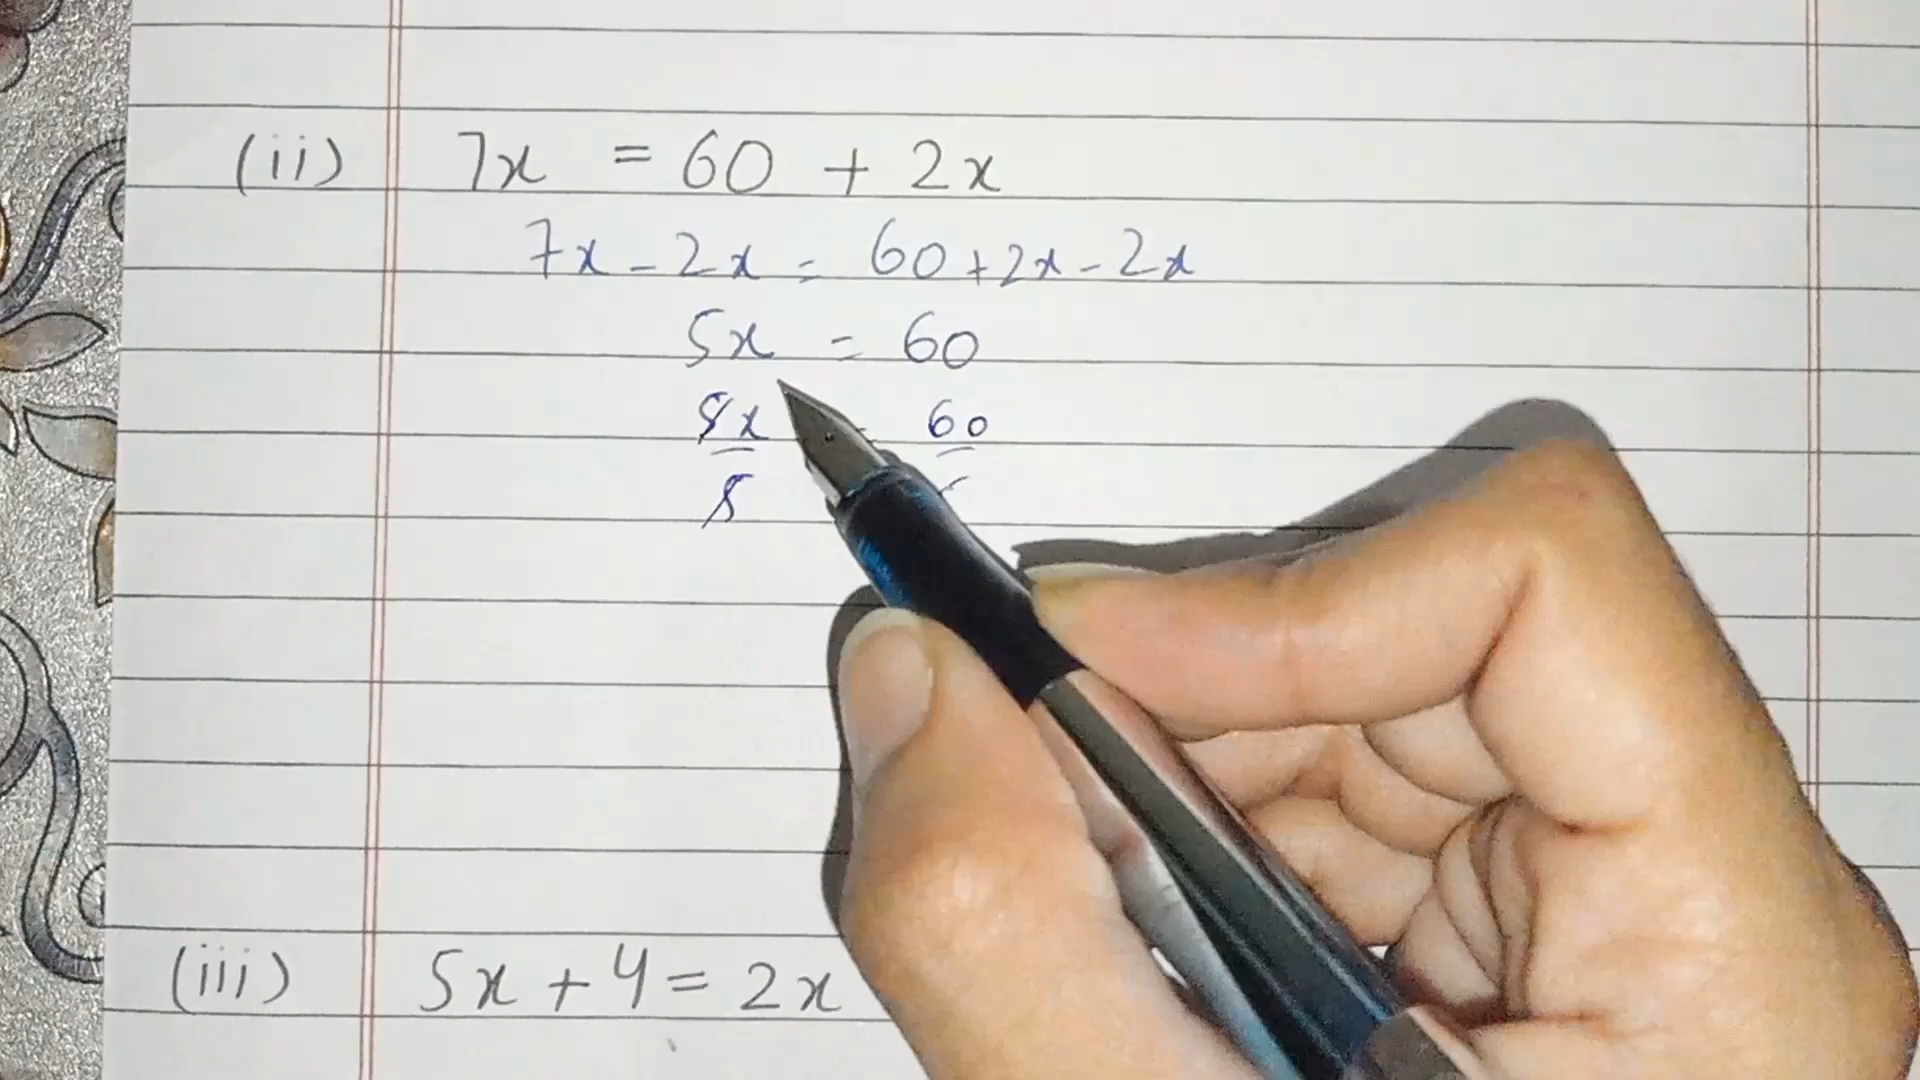 (ii) 7x = 60 + 2x
7x - 2x = 60 + 2x - 2x
5x = 60
5x = 60
5
(iii) 5x + 4 = 2x